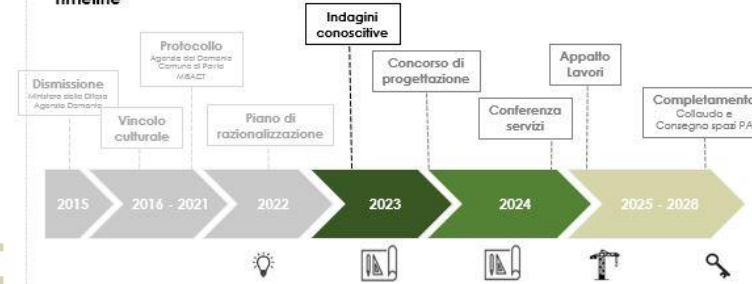 Timeline
Indagini
conoscitive
Protocollo
Agenzia del Demanio
Comune di Pavia
MiBACT
Concorso di
progettazione
Appalto
Lavori
Dismissione
Ministero della Difesa
Agenzia Demanio
Vincolo
culturale
Piano di
razionalizzazione
Conferenza
servizi
Completamento
Collaudo e
Consegna spazi PA
2015
2016 - 2021
2022
2023
2024
2025 - 2028